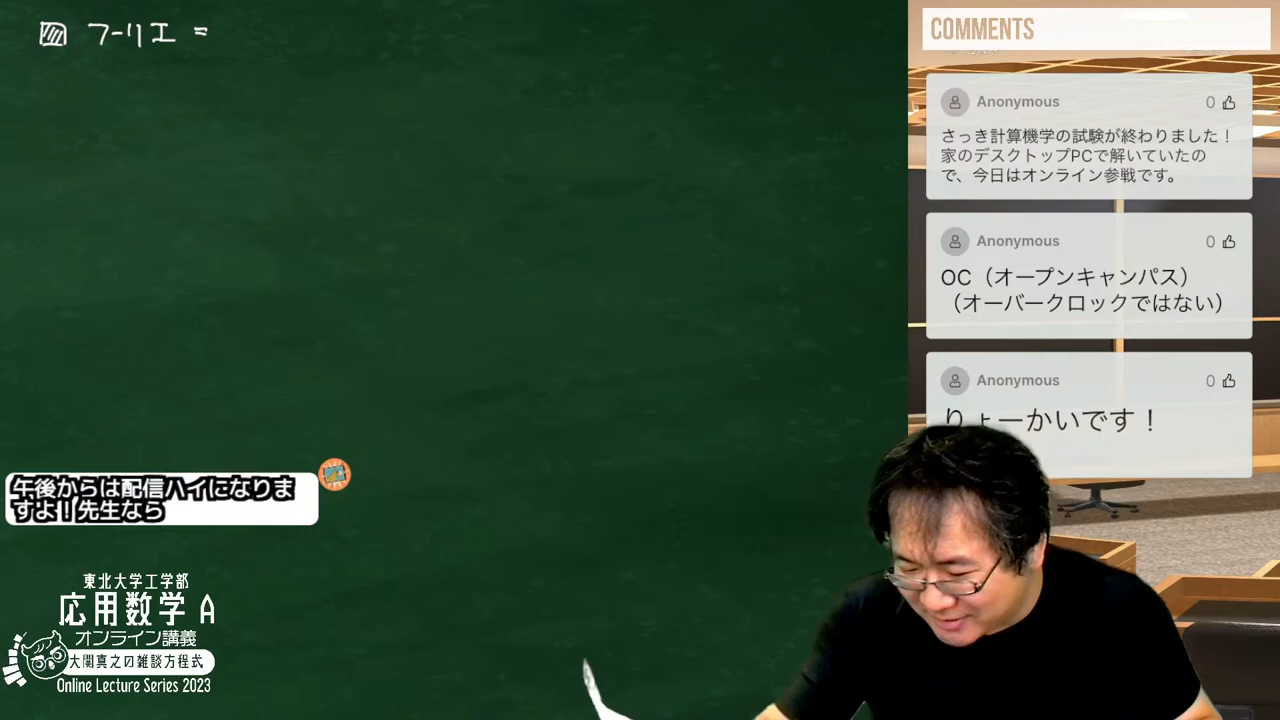 フーリエ =
COMMENTS
Anonymous
0
さっき計算機学の試験が終わりました！
家のデスクトップPCで解いていたの
で、今日はオンライン参戦です。
Anonymous
0
OC（オープンキャンパス）
（オーバークロックではない）
Anonymous
0
りょーかいです！
午後からは配信ハイになりま
すよ！先生なら
東北大学工学部
応用数学 A
オンライン講義
大関真之の雑談方程式
Online Lecture Series 2023